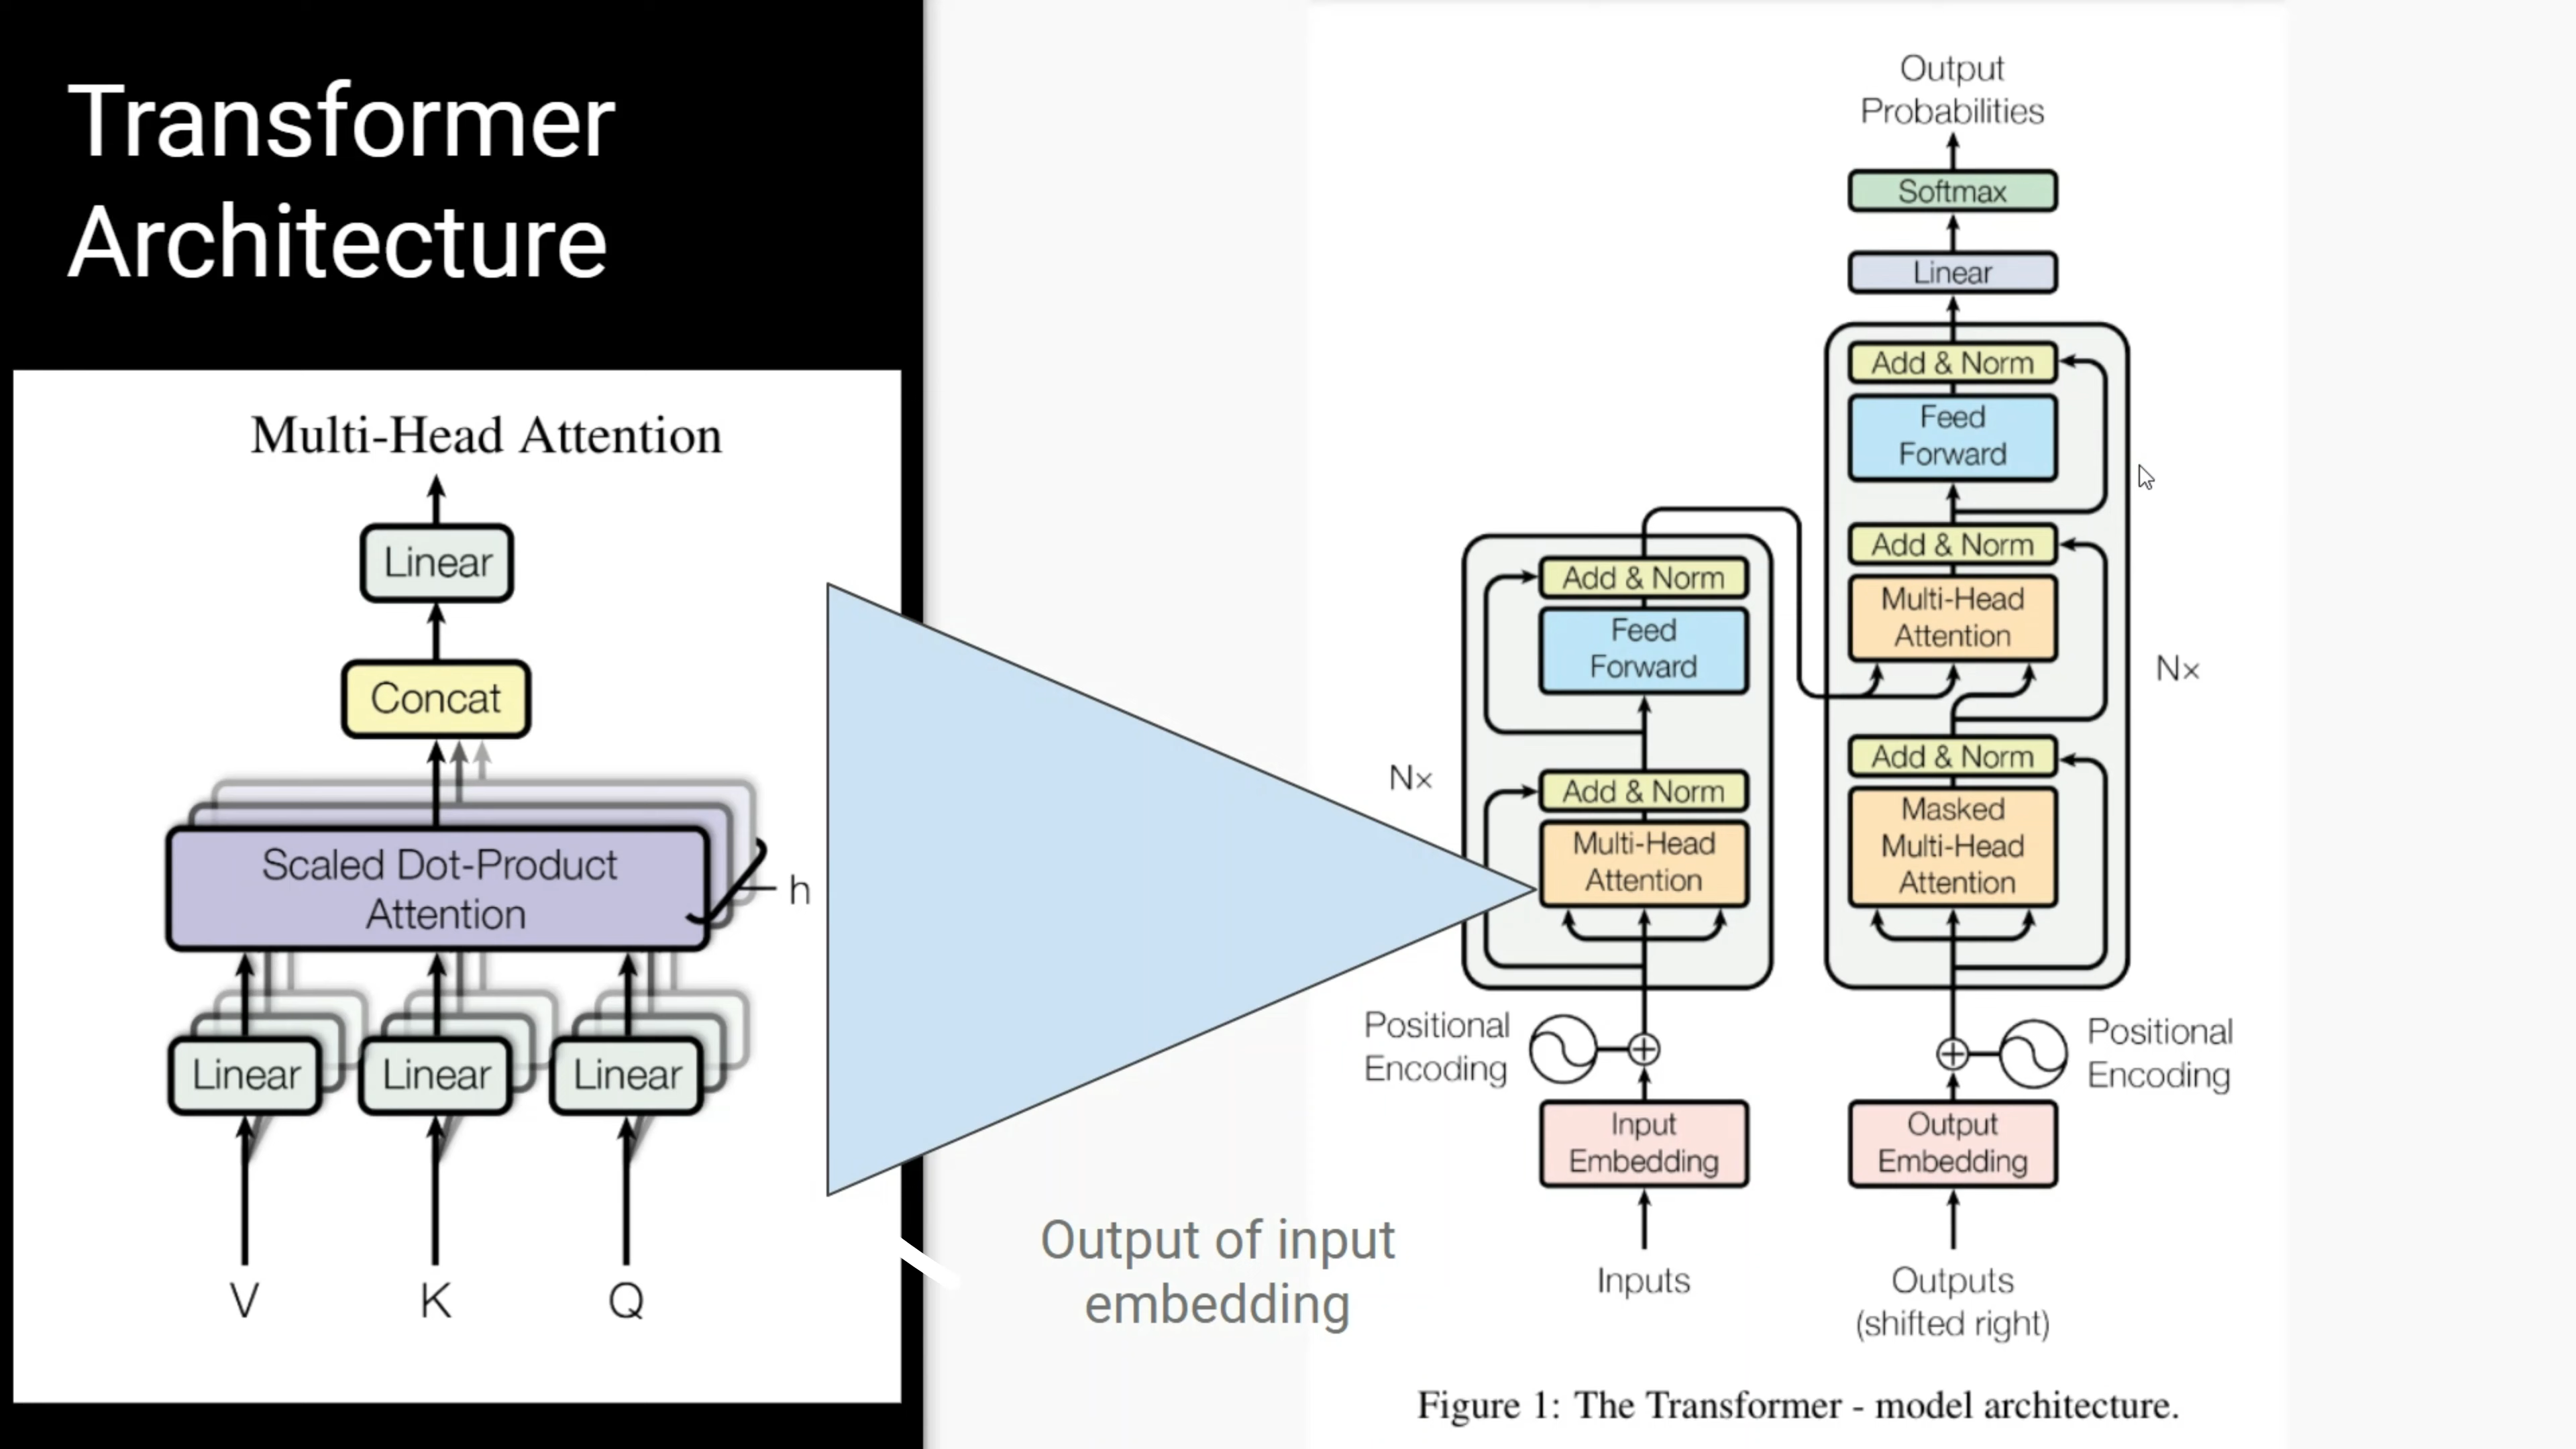 Transformer
Architecture
Multi-Head Attention
Linear
Concat
Scaled Dot-Product
Attention
h
Linear
Linear
Linear
V
K
Q
Output of input
embedding
Output
Probabilities
Softmax
Linear
Add & Norm
Feed
Forward
Add & Norm
Multi-Head
Attention
Nx
Add & Norm
Masked
Multi-Head
Attention
Add & Norm
Feed
Forward
Nx
Add & Norm
Multi-Head
Attention
Positional
Encoding
Positional
Encoding
Input
Embedding
Output
Embedding
Inputs
Outputs
(shifted right)
Figure 1: The Transformer - model architecture.